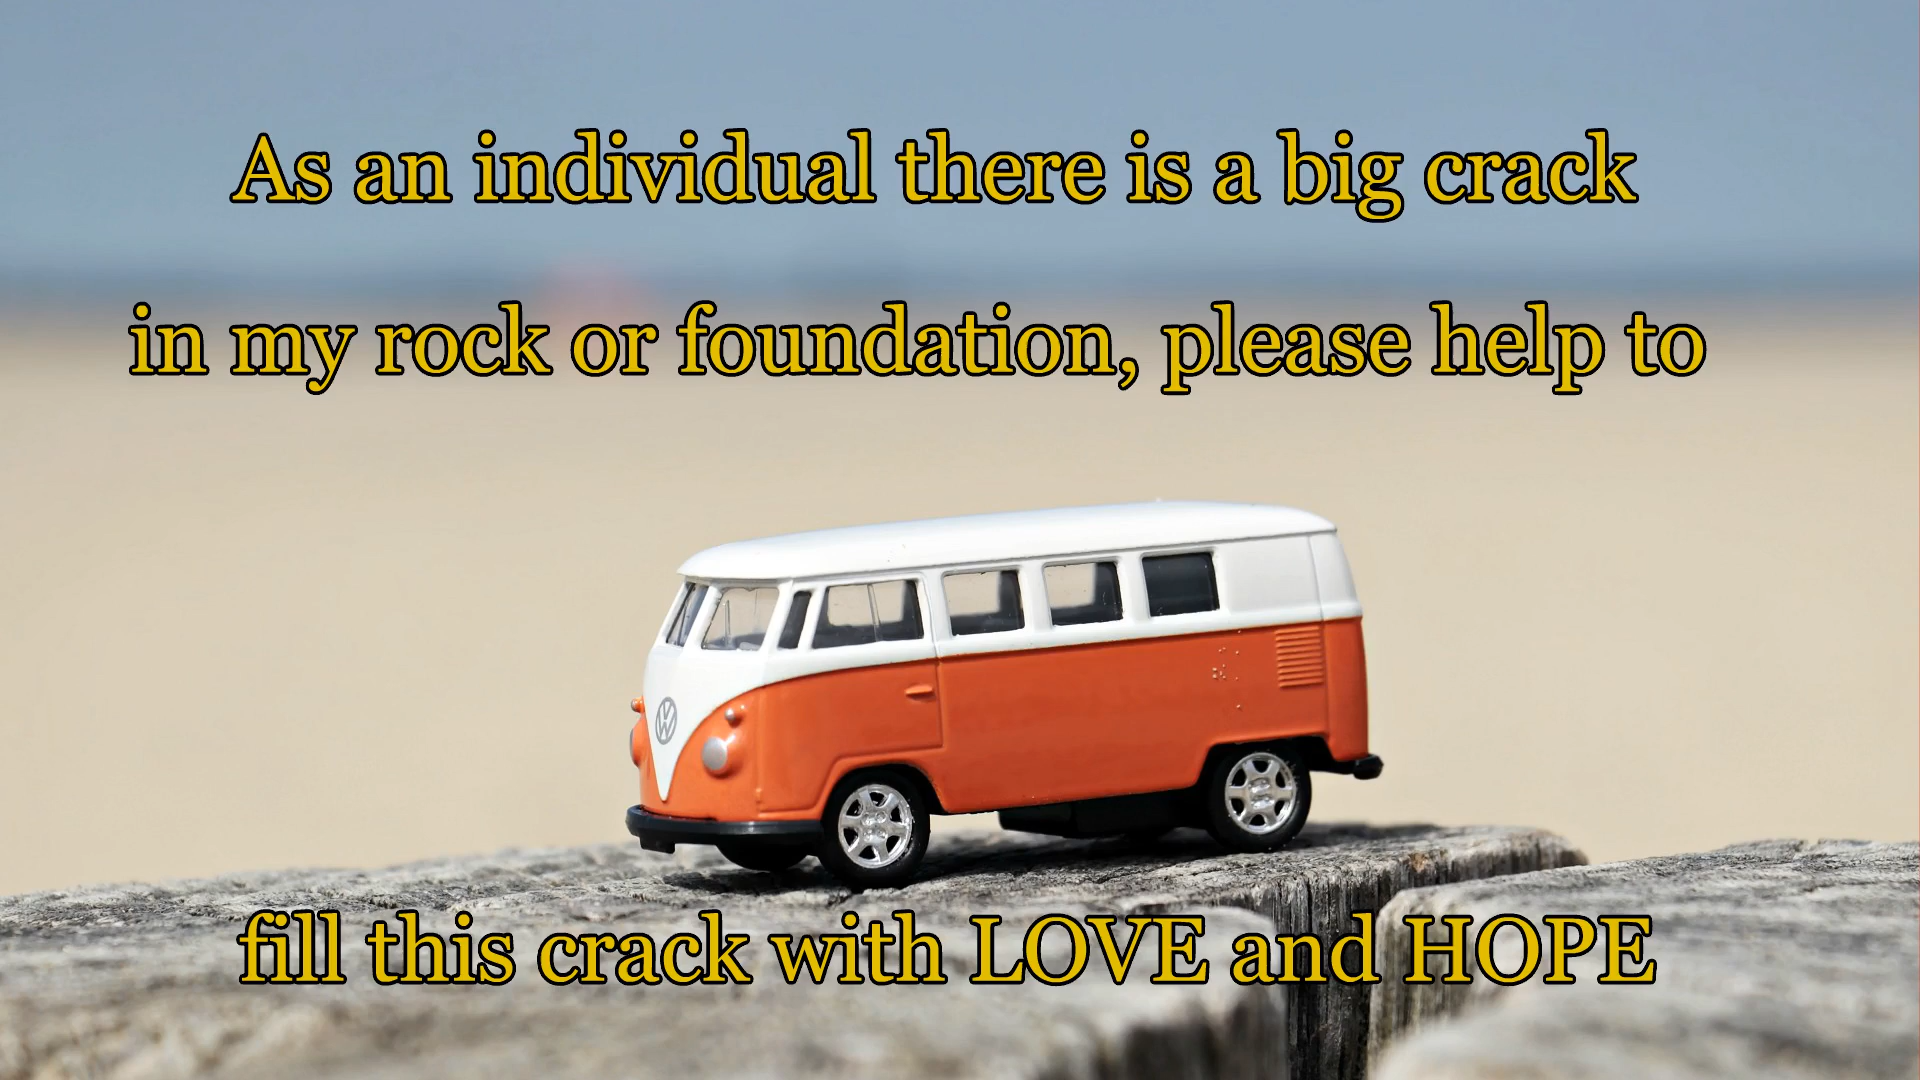 As an individual there is a big crack
in my rock or foundation, please help to
fill this crack with LOVE and HOPE